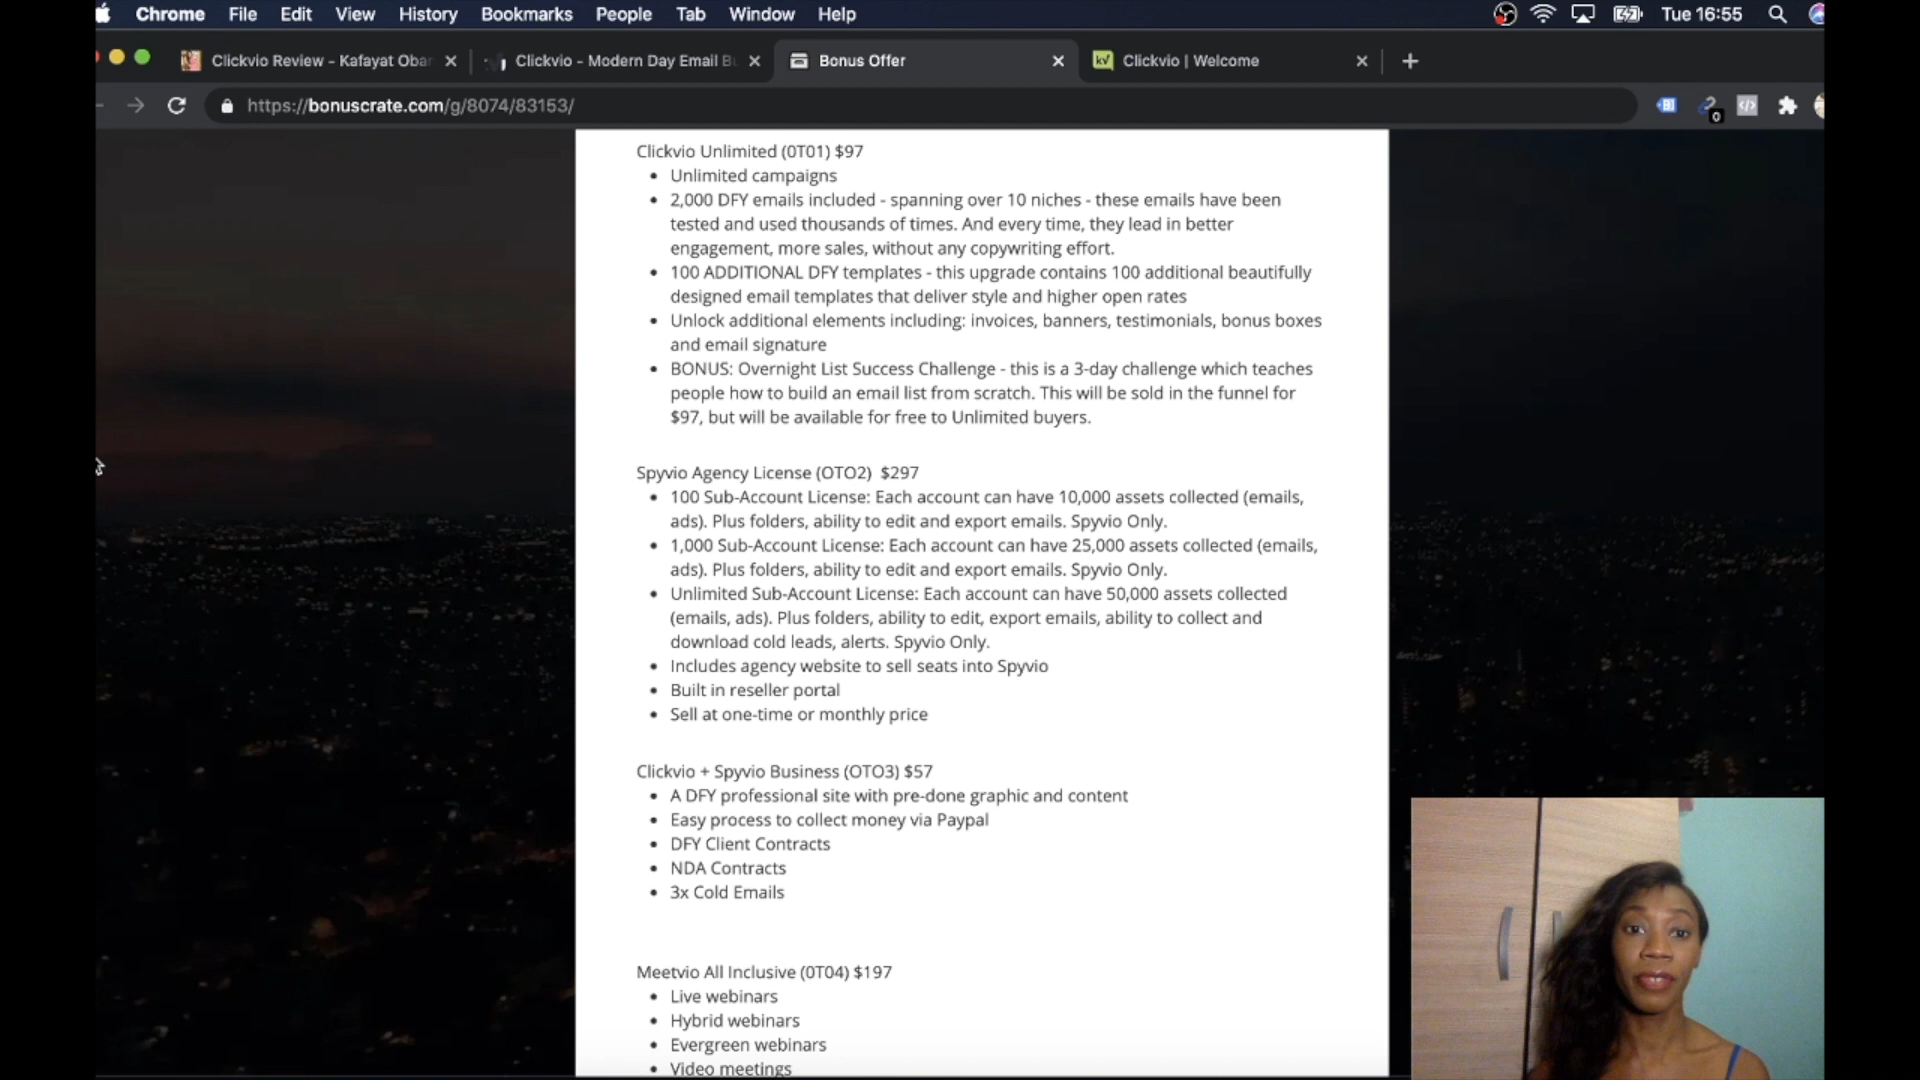 Chrome File Edit View History Bookmarks People Tab Window Help Tue 16:55
Clickvio Review - Kafayat Obar
Clickvio - Modern Day Email B
Bonus Offer
kv Clickvio | Welcome
https://bonuscrate.com/g/8074/83153/
0
Clickvio Unlimited (0T01) $97
• Unlimited campaigns
• 2,000 DFY emails included - spanning over 10 niches - these emails have been
tested and used thousands of times. And every time, they lead in better
engagement, more sales, without any copywriting effort.
• 100 ADDITIONAL DFY templates - this upgrade contains 100 additional beautifully
designed email templates that deliver style and higher open rates
• Unlock additional elements including: invoices, banners, testimonials, bonus boxes
and email signature
• BONUS: Overnight List Success Challenge - this is a 3-day challenge which teaches
people how to build an email list from scratch. This will be sold in the funnel for
$97, but will be available for free to Unlimited buyers.
Spyvio Agency License (OTO2) $297
• 100 Sub-Account License: Each account can have 10,000 assets collected (emails,
ads). Plus folders, ability to edit and export emails. Spyvio Only.
• 1,000 Sub-Account License: Each account can have 25,000 assets collected (emails,
ads). Plus folders, ability to edit and export emails. Spyvio Only.
• Unlimited Sub-Account License: Each account can have 50,000 assets collected
(emails, ads). Plus folders, ability to edit, export emails, ability to collect and
download cold leads, alerts. Spyvio Only.
• Includes agency website to sell seats into Spyvio
• Built in reseller portal
• Sell at one-time or monthly price
Clickvio + Spyvio Business (OTO3) $57
• A DFY professional site with pre-done graphic and content
• Easy process to collect money via Paypal
• DFY Client Contracts
• NDA Contracts
• 3x Cold Emails
Meetvio All Inclusive (0T04) $197
• Live webinars
• Hybrid webinars
• Evergreen webinars
• Video meetings